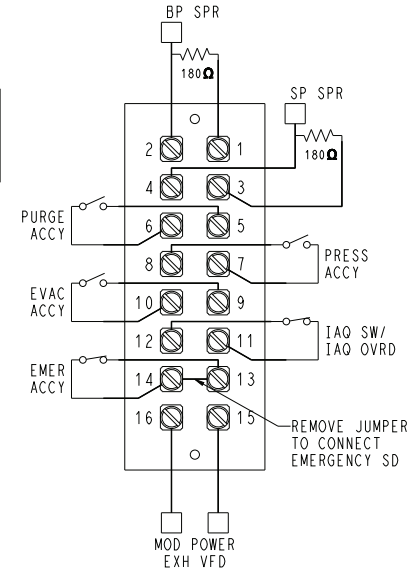 BP SPR
180Ω
SP SPR
180Ω
2 1
4 3
PURGE
ACCY
6 5
8 7
PRESS
ACCY
EVAC
ACCY
10 9
12 11
IAQ SW/
IAQ OVRD
EMER
ACCY
14 13
16 15
REMOVE JUMPER
TO CONNECT
EMERGENCY SD
MOD POWER
EXH VFD